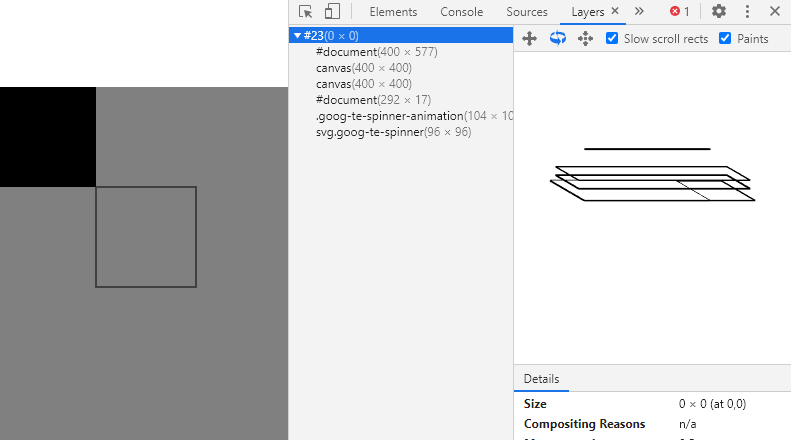 Elements Console Sources Layers × » 1
#23(0 × 0)
#document(400 × 577)
canvas(400 × 400)
canvas(400 × 400)
#document(292 × 17)
.goog-te-spinner-animation(104 × 10
svg.goog-te-spinner(96 × 96)
Slow scroll rects Paints
Details
Size 0 × 0 (at 0,0)
Compositing Reasons n/a